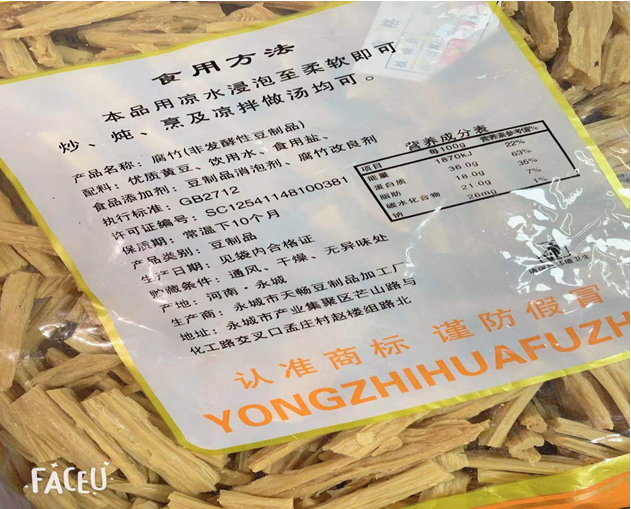 食用方法
本品用凉水浸泡至柔软即可
炒、炖、烹及凉拌做汤均可。
产品名称：腐竹(非发酵性豆制品)
配料：优质黄豆、饮用水、食用盐、
食品添加剂：豆制品消泡剂、腐竹改良剂
执行标准：GB2712
许可证编号：SC12541148100381
保质期：常温下10个月
产品类别：豆制品
生产日期：见袋内合格证
贮藏条件：通风、干燥、无异味处
产地：河南·永城
生产商：永城市天畅豆制品加工厂
地址：永城市产业集聚区芒山路与
化工路交叉口孟庄村赵楼组路北
营养成分表
项目 每100g 营养素参考值%
能量 1870kJ 22%
蛋白质 36.0g 63%
脂肪 18.0g 35%
碳水化合物 21.0g 7%
钠 26mg 1%
认准商标 谨防假冒
YONGZHIHUAFUZH
FACEU